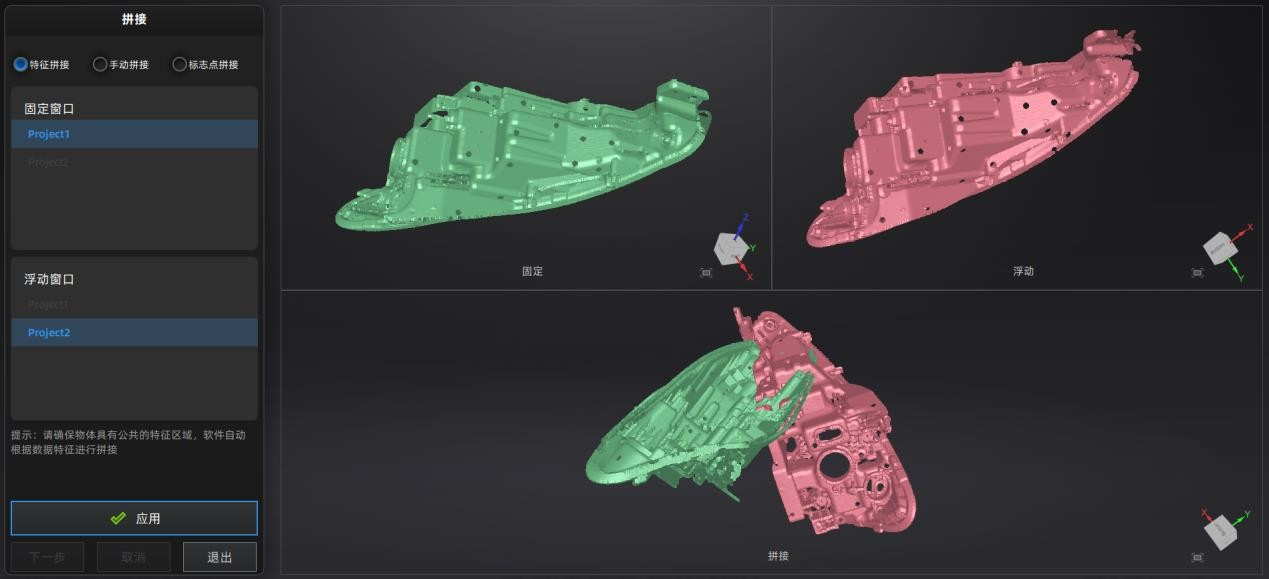 拼接
特征拼接 手动拼接 标志点拼接
固定窗口
Project1
Project2
浮动窗口
Project1
Project2
提示：请确保物体具有公共的特征区域，软件自动
根据数据特征进行拼接
应用
下一步 取消 退出
Z
Y
X
固定
X
Y
浮动
X
Y
拼接